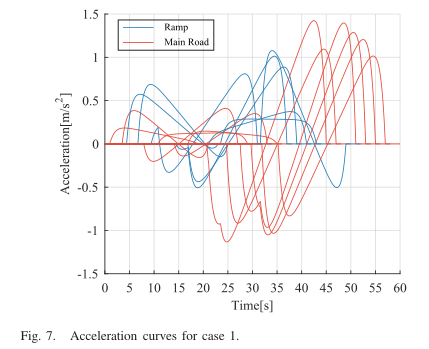 1.5
Ramp
Main Road
1
0.5
0
-0.5
-1
-1.5
Acceleration[m/s²]
0 5 10 15 20 25 30 35 40 45 50 55 60
Time[s]
Fig. 7. Acceleration curves for case 1.